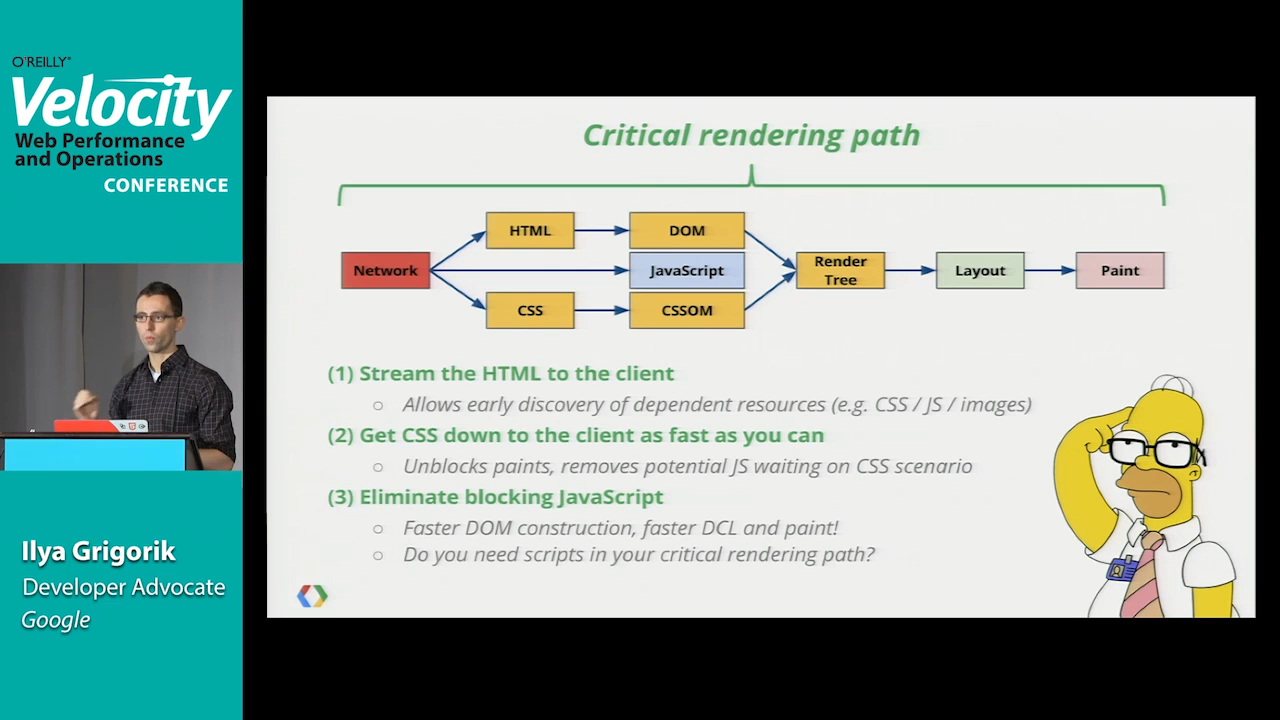 O'REILLY®
Velocity
Web Performance
and Operations
CONFERENCE
Critical rendering path
Network
HTML
DOM
JavaScript
CSS
CSSOM
Render
Tree
Layout
Paint
(1) Stream the HTML to the client
○ Allows early discovery of dependent resources (e.g. CSS / JS / images)
(2) Get CSS down to the client as fast as you can
○ Unblocks paints, removes potential JS waiting on CSS scenario
(3) Eliminate blocking JavaScript
○ Faster DOM construction, faster DCL and paint!
○ Do you need scripts in your critical rendering path?
Ilya Grigorik
Developer Advocate
Google